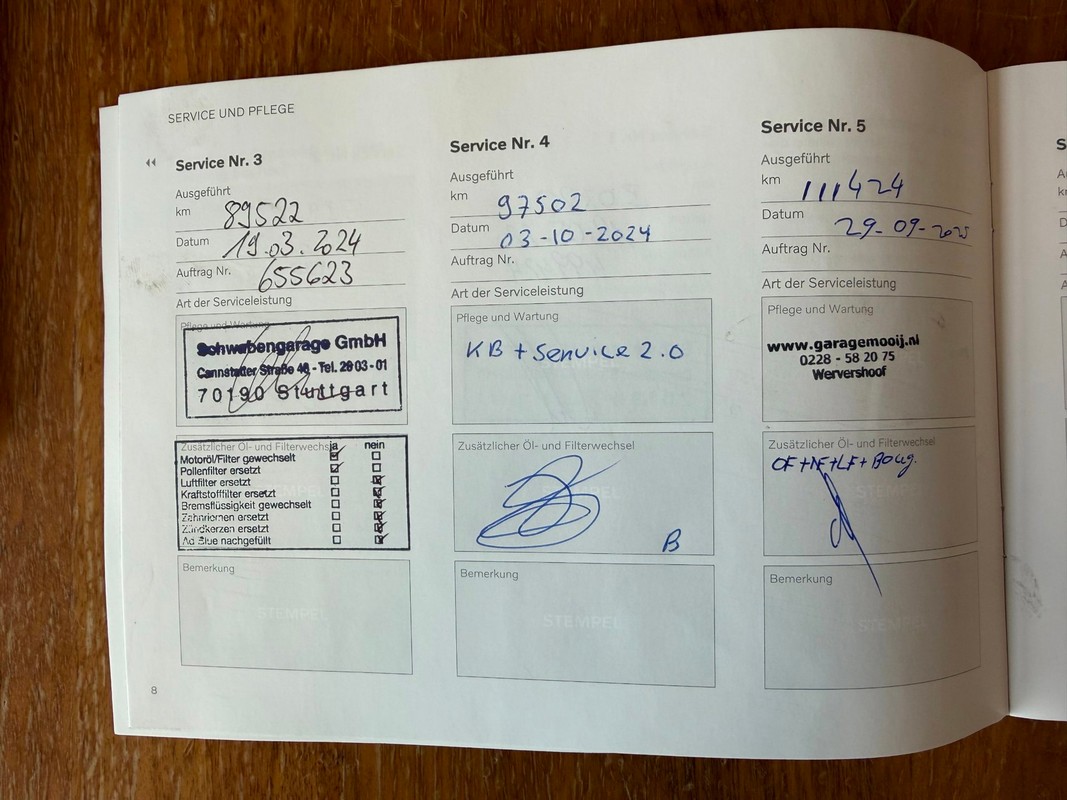 SERVICE UND PFLEGE
Service Nr. 3
Ausgeführt
km 89522
Datum 19.03.2024
Auftrag Nr. 655623
Art der Serviceleistung
Pflege und Wartung
Schwabengarage GmbH
Cannstatter Straße 46 - Tel. 28 03 - 01
70190 Stuttgart
Zusätzlicher Öl- und Filterwechsel
ja nein
Motoröl/Filter gewechselt
Pollenfilter ersetzt
Luftfilter ersetzt
Kraftstofffilter ersetzt
Bremsflüssigkeit gewechselt
Zahnriemen ersetzt
Zündkerzen ersetzt
Ad Blue nachgefüllt
Bemerkung
STEMPEL
8
Service Nr. 4
Ausgeführt
km 97502
Datum 03-10-2024
Auftrag Nr.
Art der Serviceleistung
Pflege und Wartung
KB + Service 2.0
STEMPEL
Zusätzlicher Öl- und Filterwechsel
STEMPEL
B
Bemerkung
STEMPEL
Service Nr. 5
Ausgeführt
km 111424
Datum 29-09-2025
Auftrag Nr.
Art der Serviceleistung
Pflege und Wartung
www.garagemooij.nl
0228 - 58 20 75
Wervershoof
Zusätzlicher Öl- und Filterwechsel
OF + IF + LF +
STEMPEL
Bemerkung
STEMPEL